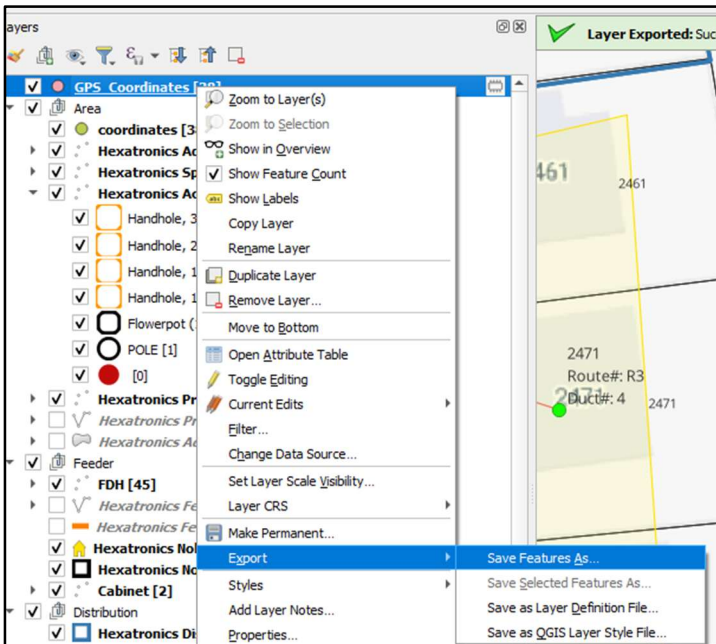 ayers
Layer Exported: Suc
GPS_Coordinates [39]
Area
coordinates [3
Hexatronics Ac
Hexatronics Sp
Hexatronics Ac
Handhole, 3
Handhole, 2
Handhole, 1
Handhole, 1
Flowerpot (
POLE [1]
[0]
Hexatronics Pr
Hexatronics Pr
Hexatronics Ac
Feeder
FDH [45]
Hexatronics Fe
Hexatronics Fe
Hexatronics Nol
Hexatronics No
Cabinet [2]
Distribution
Hexatronics Di
Zoom to Layer(s)
Zoom to Selection
Show in Overview
Show Feature Count
abc Show Labels
Copy Layer
Rename Layer
Duplicate Layer
Remove Layer...
Move to Bottom
Open Attribute Table
Toggle Editing
Current Edits
Filter...
Change Data Source...
Set Layer Scale Visibility...
Layer CRS
Make Permanent...
Export
Styles
Add Layer Notes...
Properties...
Save Features As...
Save Selected Features As...
Save as Layer Definition File...
Save as QGIS Layer Style File...
461
2461
2471
Route#: R3
Duct#: 4
2471
2471